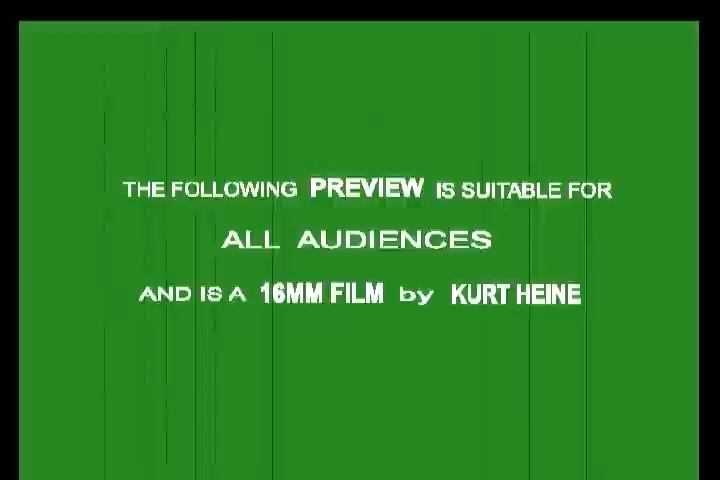 THE FOLLOWING PREVIEW IS SUITABLE FOR
ALL AUDIENCES
AND IS A 16MM FILM by KURT HEINE